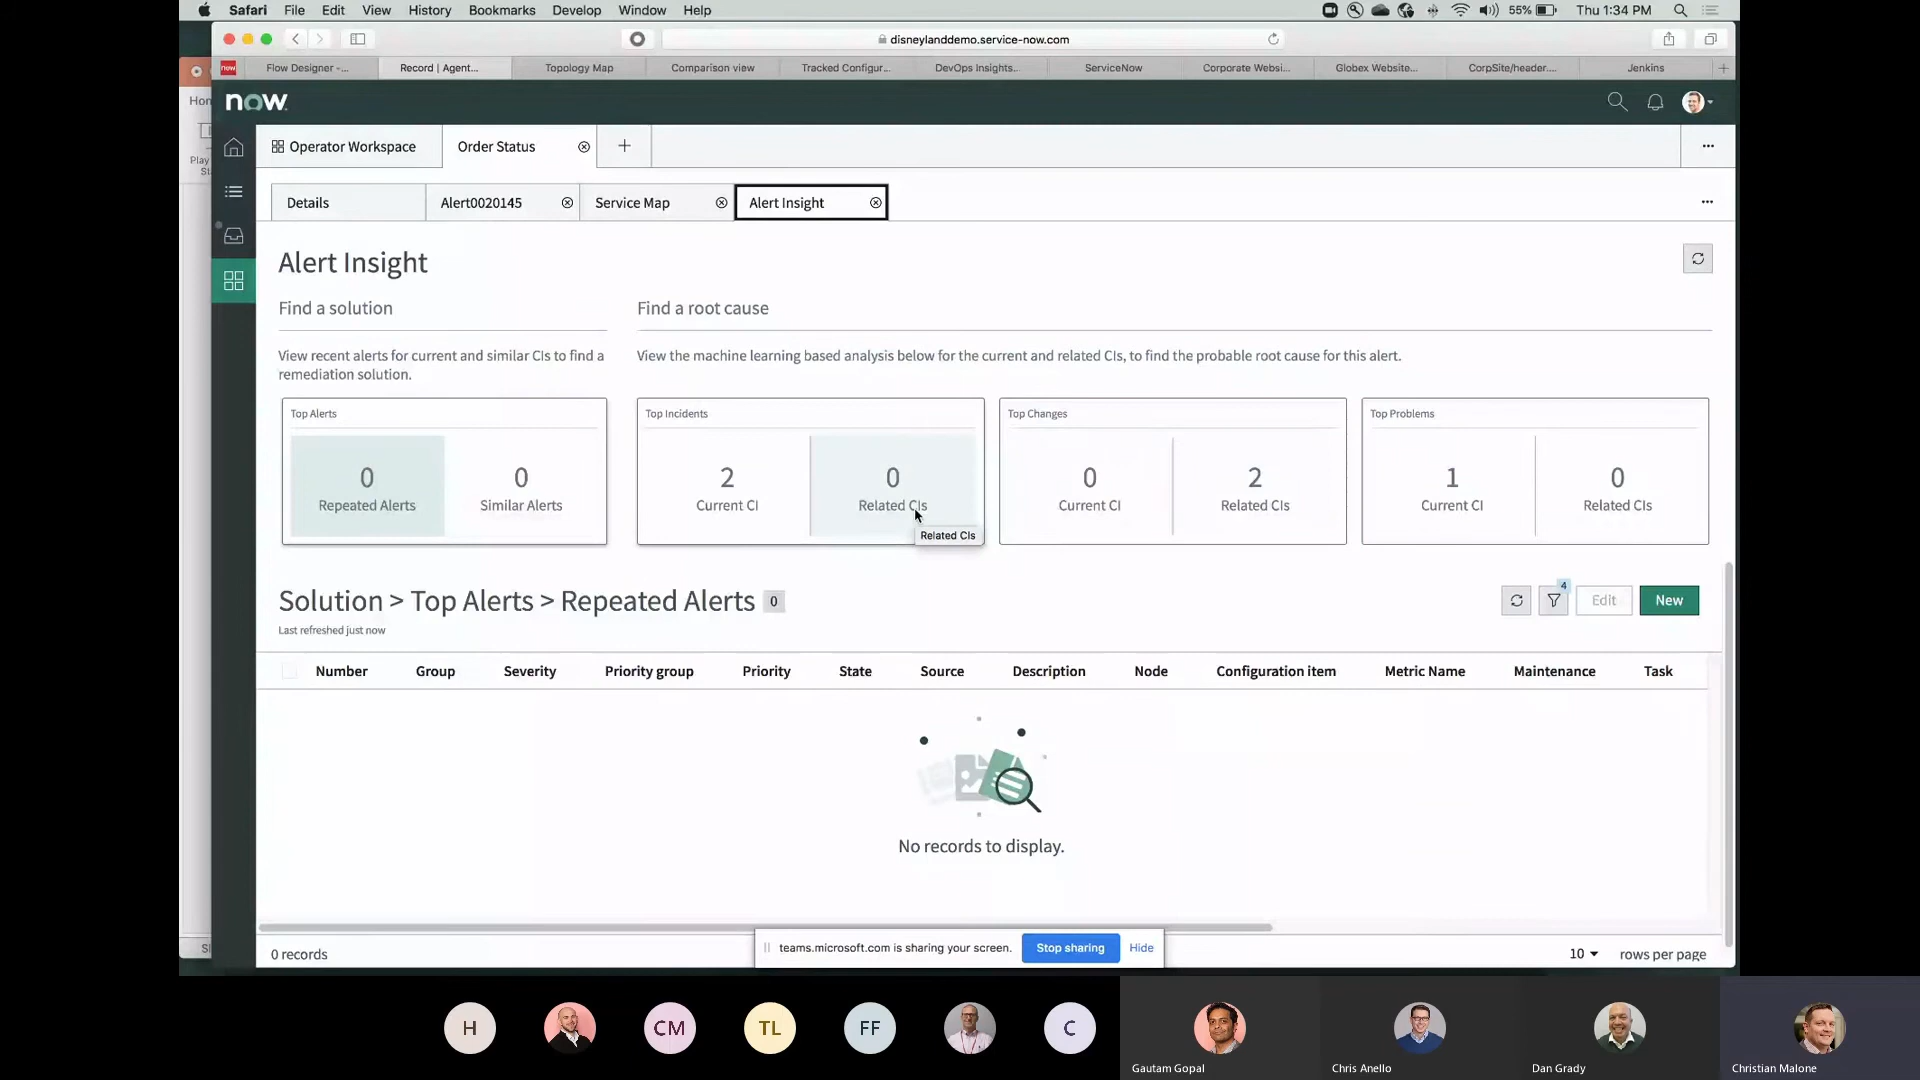 Safari File Edit View History Bookmarks Develop Window Help 55% Thu 1:34 PM
disneylanddemo.service-now.com
now Flow Designer -... Record | Agent... Topology Map Comparison view Tracked Configur... DevOps Insights... ServiceNow Corporate Websi... Globex Website... CorpSite/header.... Jenkins
now
Operator Workspace Order Status
Play
Details Alert0020145 Service Map Alert Insight
Alert Insight
Find a solution
View recent alerts for current and similar CIs to find a
remediation solution.
Find a root cause
View the machine learning based analysis below for the current and related CIs, to find the probable root cause for this alert.
Top Alerts
0 0
Repeated Alerts Similar Alerts
Top Incidents
2 0
Current CI Related CIs
Related CIs
Top Changes
0 2
Current CI Related CIs
Top Problems
1 0
Current CI Related CIs
Solution > Top Alerts > Repeated Alerts 0
4
Edit New
Last refreshed just now
Number Group Severity Priority group Priority State Source Description Node Configuration item Metric Name Maintenance Task
No records to display.
0 records
10 rows per page
teams.microsoft.com is sharing your screen. Stop sharing Hide
H CM TL FF C
Gautam Gopal Chris Anello Dan Grady Christian Malone